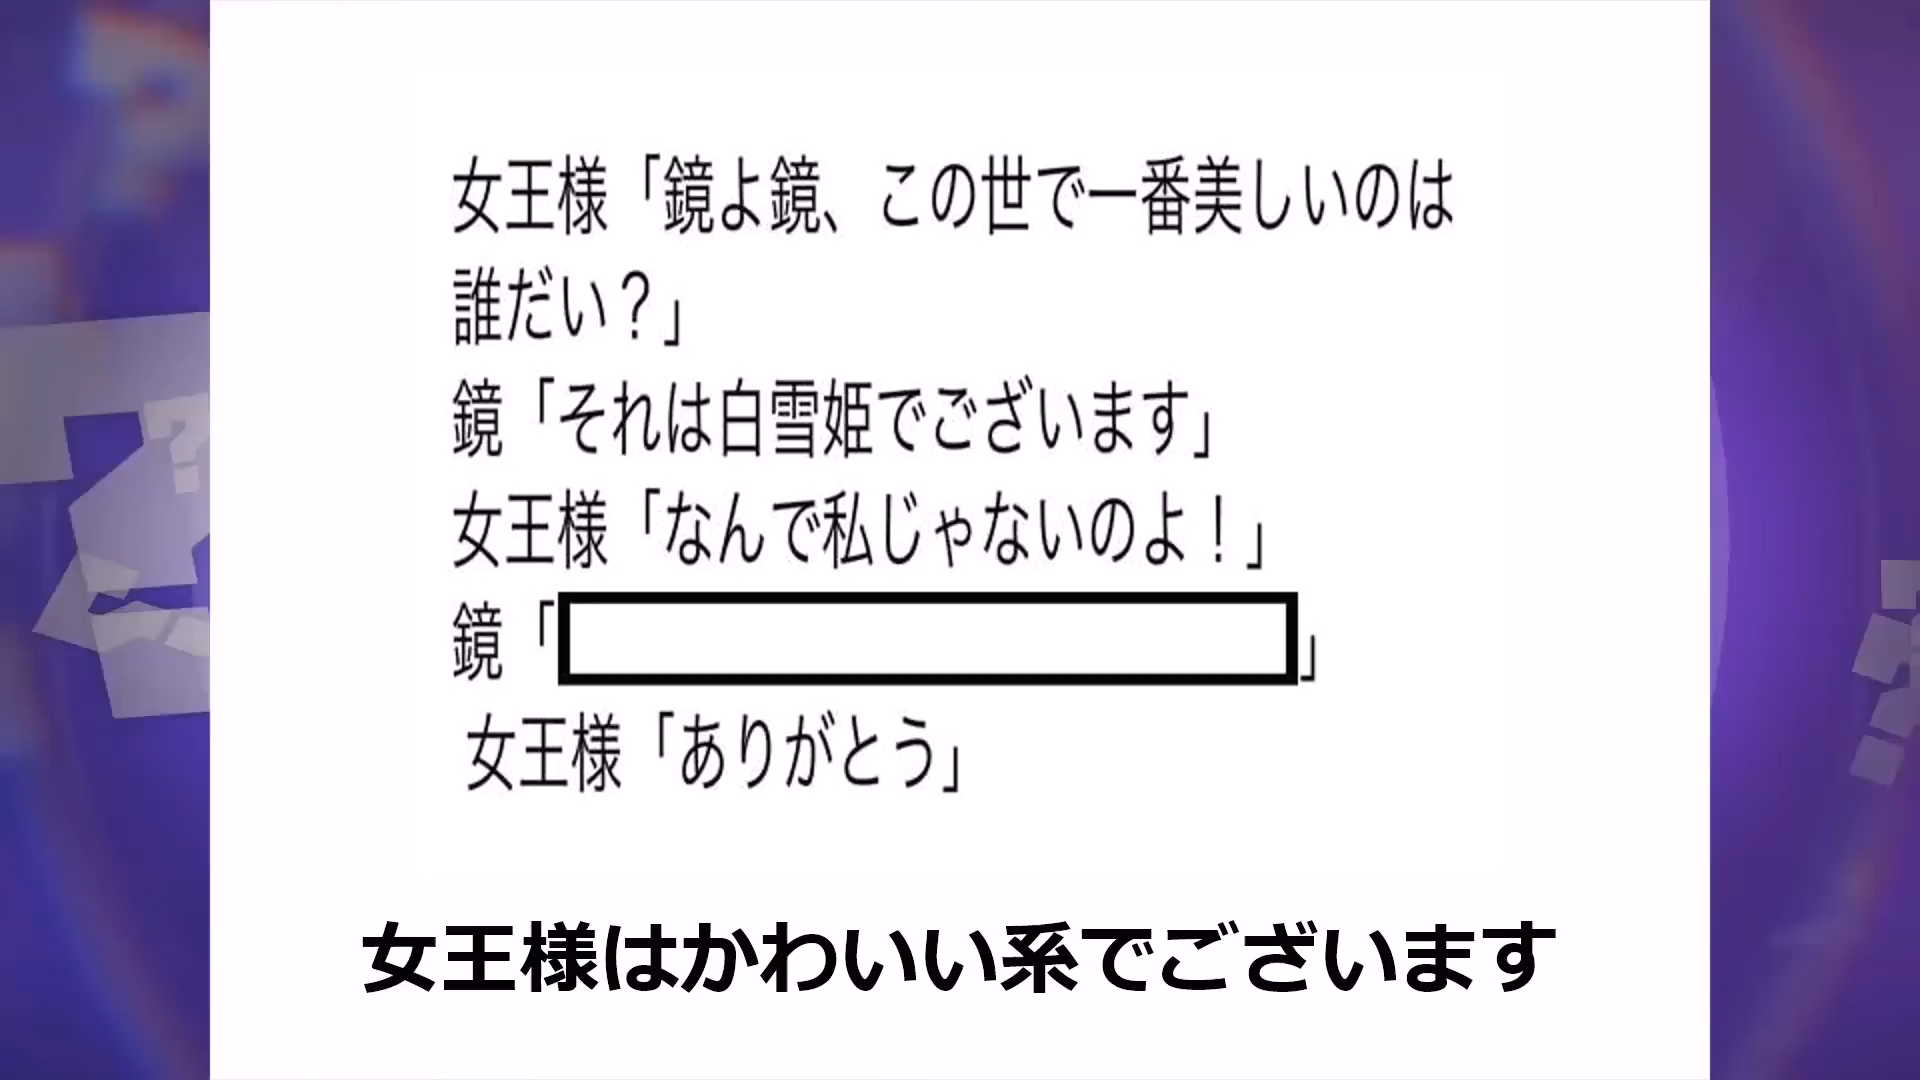 女王様「鏡よ鏡、この世で一番美しいのは
誰だい？」
鏡「それは白雪姫でございます」
女王様「なんで私じゃないのよ！」
鏡「　　　　」
女王様「ありがとう」
女王様はかわいい系でございます